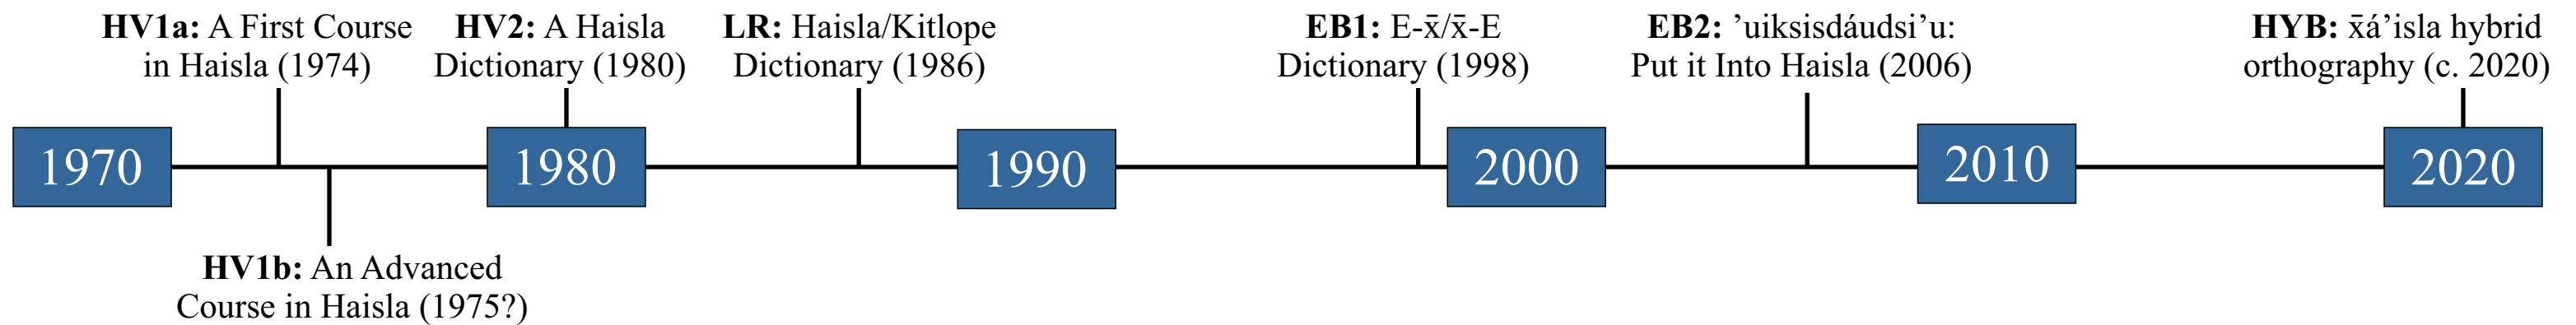 HV1a: A First Course
in Haisla (1974)
HV2: A Haisla
Dictionary (1980)
LR: Haisla/Kitlope
Dictionary (1986)
EB1: E-x̄/x̄-E
Dictionary (1998)
EB2: ’uiksisdáudsi’u:
Put it Into Haisla (2006)
HYB: x̄á’isla hybrid
orthography (c. 2020)
1970
1980
1990
2000
2010
2020
HV1b: An Advanced
Course in Haisla (1975?)